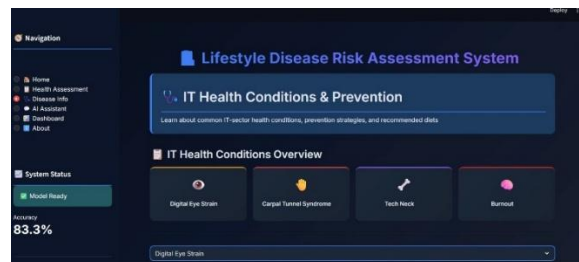 Deploy
Navigation
Home
Health Assessment
Disease Info
AI Assistant
Dashboard
About
System Status
Model Ready
Accuracy
83.3%
Lifestyle Disease Risk Assessment System
IT Health Conditions & Prevention
Learn about common IT-sector health conditions, prevention strategies, and recommended diets
IT Health Conditions Overview
Digital Eye Strain
Carpal Tunnel Syndrome
Tech Neck
Burnout
Digital Eye Strain